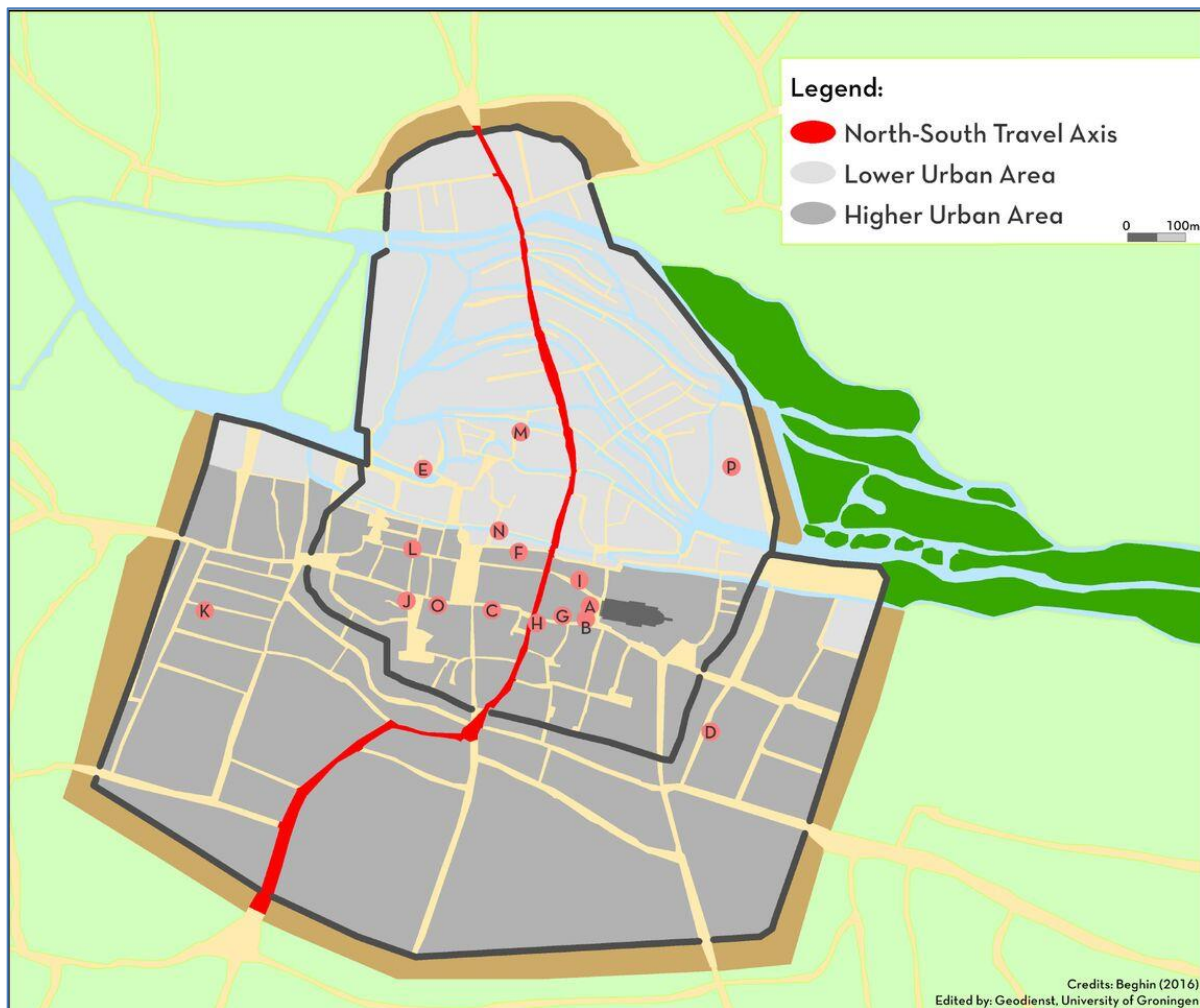 Legend:
North-South Travel Axis
Lower Urban Area
Higher Urban Area
0 100m
M
E
P
N
F
L
I
J
O
C
K
A
G
H
B
D
Credits: Beghin (2016)
Edited by: Geodienst, University of Groningen